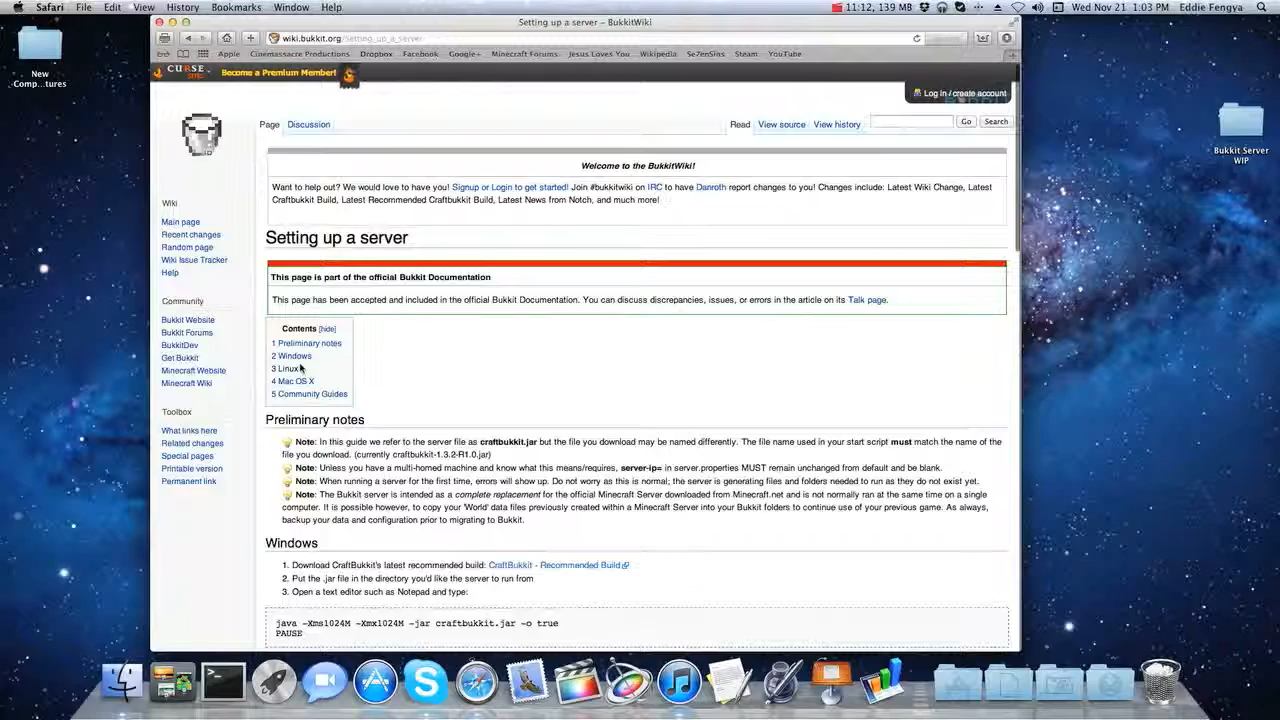 Safari File Edit View History Bookmarks Window Help
11:12, 139 MB
Wed Nov 21 1:03 PM Eddie Fengya
Setting up a server – BukkitWiki
wiki.bukkit.org/Setting_up_a_server
Apple Cinemassacre Productions Dropbox Facebook Google+ Minecraft Forums Jesus Loves You Wikipedia SeZenSins Steam YouTube
CURSE
Become a Premium Member!
Log in / create account
Page Discussion
Read View source View history
Go Search
New
Comp...tures
Bukkit Server
WIP
Welcome to the BukkitWiki!
Want to help out? We would love to have you! Signup or Login to get started! Join #bukkitwiki on IRC to have Danroth report changes to you! Changes include: Latest Wiki Change, Latest
Craftbukkit Build, Latest Recommended Craftbukkit Build, Latest News from Notch, and much more!
Wiki
Main page
Recent changes
Random page
Wiki Issue Tracker
Help
Community
Bukkit Website
Bukkit Forums
BukkitDev
Get Bukkit
Minecraft Website
Minecraft Wiki
Toolbox
What links here
Related changes
Special pages
Printable version
Permanent link
Setting up a server
This page is part of the official Bukkit Documentation
This page has been accepted and included in the official Bukkit Documentation. You can discuss discrepancies, issues, or errors in the article on its Talk page.
Contents [hide]
1 Preliminary notes
2 Windows
3 Linux
4 Mac OS X
5 Community Guides
Preliminary notes
Note: In this guide we refer to the server file as craftbukkit.jar but the file you download may be named differently. The file name used in your start script must match the name of the
file you download. (currently craftbukkit-1.3.2-R1.0.jar)
Note: Unless you have a multi-homed machine and know what this means/requires, server-ip= in server.properties MUST remain unchanged from default and be blank.
Note: When running a server for the first time, errors will show up. Do not worry as this is normal; the server is generating files and folders needed to run as they do not exist yet.
Note: The Bukkit server is intended as a complete replacement for the official Minecraft Server downloaded from Minecraft.net and is not normally ran at the same time on a single
computer. It is possible however, to copy your 'World' data files previously created within a Minecraft Server into your Bukkit folders to continue use of your previous game. As always,
backup your data and configuration prior to migrating to Bukkit.
Windows
1. Download CraftBukkit's latest recommended build: CraftBukkit - Recommended Build
2. Put the .jar file in the directory you'd like the server to run from
3. Open a text editor such as Notepad and type:
java -Xms1024M -Xmx1024M -jar craftbukkit.jar -o true
PAUSE